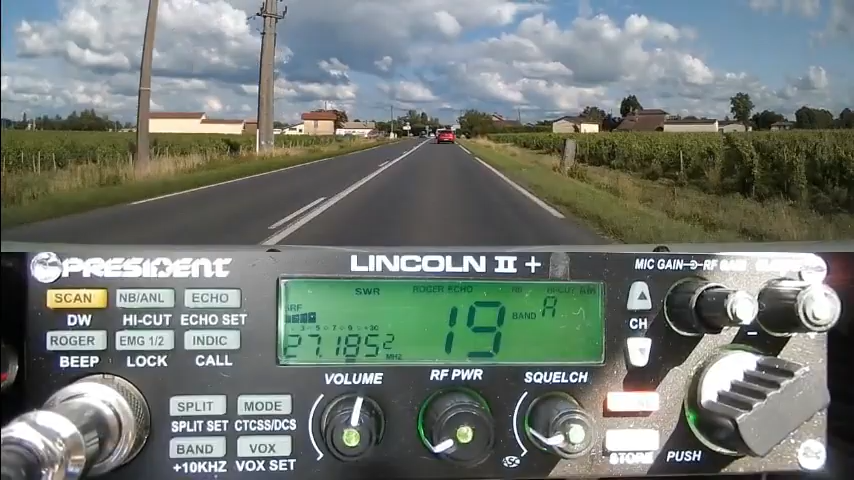 PRESIDENT
LINCOLN II +
MIC GAIN RF GAIN
SCAN NB/ANL ECHO
DW HI-CUT ECHO SET
ROGER EMG 1/2 INDIC
BEEP LOCK CALL
SWR ROGER ECHO
RF
BAND A
27.1852 MHz
19
CH
VOLUME RF PWR SQUELCH
SPLIT MODE
SPLIT SET CTCSS/DCS
BAND VOX
+10KHZ VOX SET
ASC
STORE
PUSH